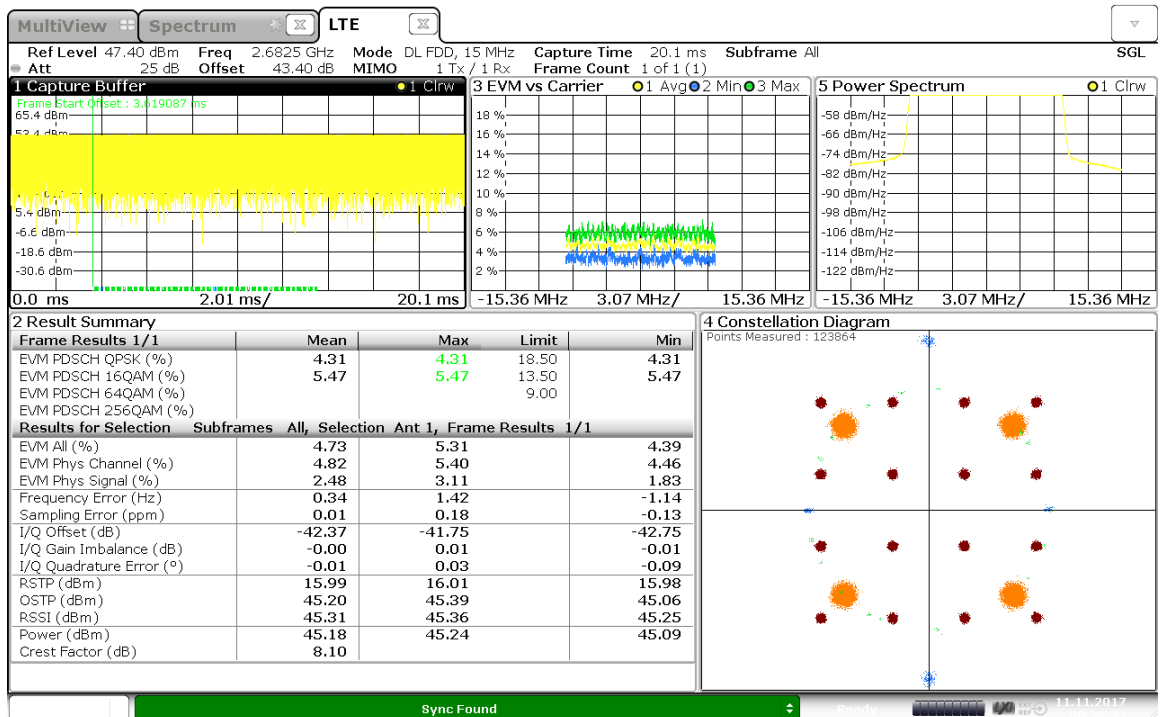 MultiView Spectrum LTE
Ref Level 47.40 dBm Freq 2.6825 GHz Mode DL FDD, 15 MHz Capture Time 20.1 ms Subframe All SGL
Att 25 dB Offset 43.40 dB MIMO 1 Tx / 1 Rx Frame Count 1 of 1 (1)
1 Capture Buffer 1 Clrw
Frame Start Offset : 3.619087 ms
65.4 dBm
53.4 dBm
5.4 dBm
-6.6 dBm
-18.6 dBm
-30.6 dBm
0.0 ms 2.01 ms/ 20.1 ms
3 EVM vs Carrier 1 Avg 2 Min 3 Max
18 %
16 %
14 %
12 %
10 %
8 %
6 %
4 %
2 %
-15.36 MHz 3.07 MHz/ 15.36 MHz
5 Power Spectrum 1 Clrw
-58 dBm/Hz
-66 dBm/Hz
-74 dBm/Hz
-82 dBm/Hz
-90 dBm/Hz
-98 dBm/Hz
-106 dBm/Hz
-114 dBm/Hz
-122 dBm/Hz
-15.36 MHz 3.07 MHz/ 15.36 MHz
2 Result Summary
Frame Results 1/1 Mean Max Limit Min
EVM PDSCH QPSK (%) 4.31 4.31 18.50 4.31
EVM PDSCH 16QAM (%) 5.47 5.47 13.50 5.47
EVM PDSCH 64QAM (%) 9.00
EVM PDSCH 256QAM (%)
Results for Selection Subframes All, Selection Ant 1, Frame Results 1/1
EVM All (%) 4.73 5.31 4.39
EVM Phys Channel (%) 4.82 5.40 4.46
EVM Phys Signal (%) 2.48 3.11 1.83
Frequency Error (Hz) 0.34 1.42 -1.14
Sampling Error (ppm) 0.01 0.18 -0.13
I/Q Offset (dB) -42.37 -41.75 -42.75
I/Q Gain Imbalance (dB) -0.00 0.01 -0.01
I/Q Quadrature Error (º) -0.01 0.03 -0.09
RSTP (dBm) 15.99 16.01 15.98
OSTP (dBm) 45.20 45.39 45.06
RSSI (dBm) 45.31 45.36 45.25
Power (dBm) 45.18 45.24 45.09
Crest Factor (dB) 8.10
4 Constellation Diagram
Points Measured : 123864
Sync Found Ready LXI EXT REF 11.11.2017